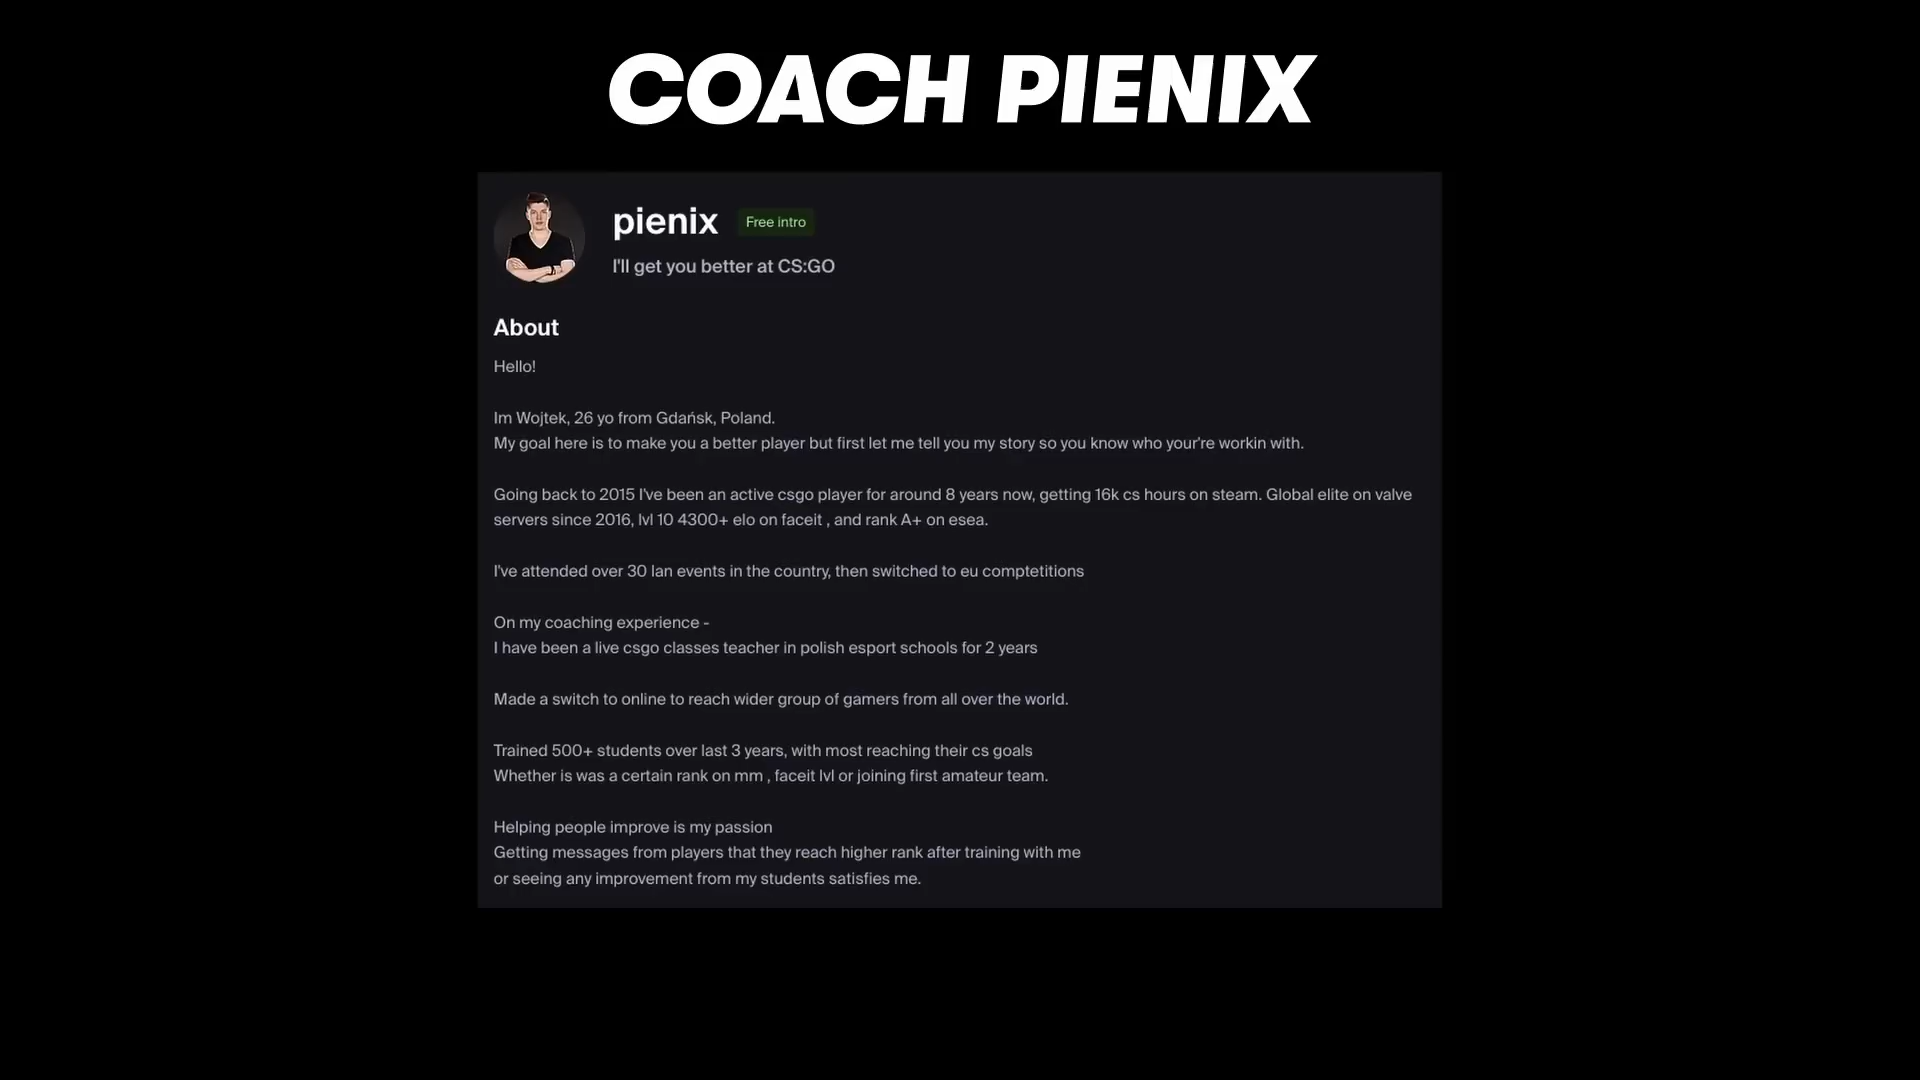 COACH PIENIX
pienix
Free intro
I'll get you better at CS:GO
About
Hello!
Im Wojtek, 26 yo from Gdańsk, Poland.
My goal here is to make you a better player but first let me tell you my story so you know who your're workin with.
Going back to 2015 I've been an active csgo player for around 8 years now, getting 16k cs hours on steam. Global elite on valve
servers since 2016, lvl 10 4300+ elo on faceit , and rank A+ on esea.
I've attended over 30 lan events in the country, then switched to eu comptetitions
On my coaching experience -
I have been a live csgo classes teacher in polish esport schools for 2 years
Made a switch to online to reach wider group of gamers from all over the world.
Trained 500+ students over last 3 years, with most reaching their cs goals
Whether is was a certain rank on mm , faceit lvl or joining first amateur team.
Helping people improve is my passion
Getting messages from players that they reach higher rank after training with me
or seeing any improvement from my students satisfies me.